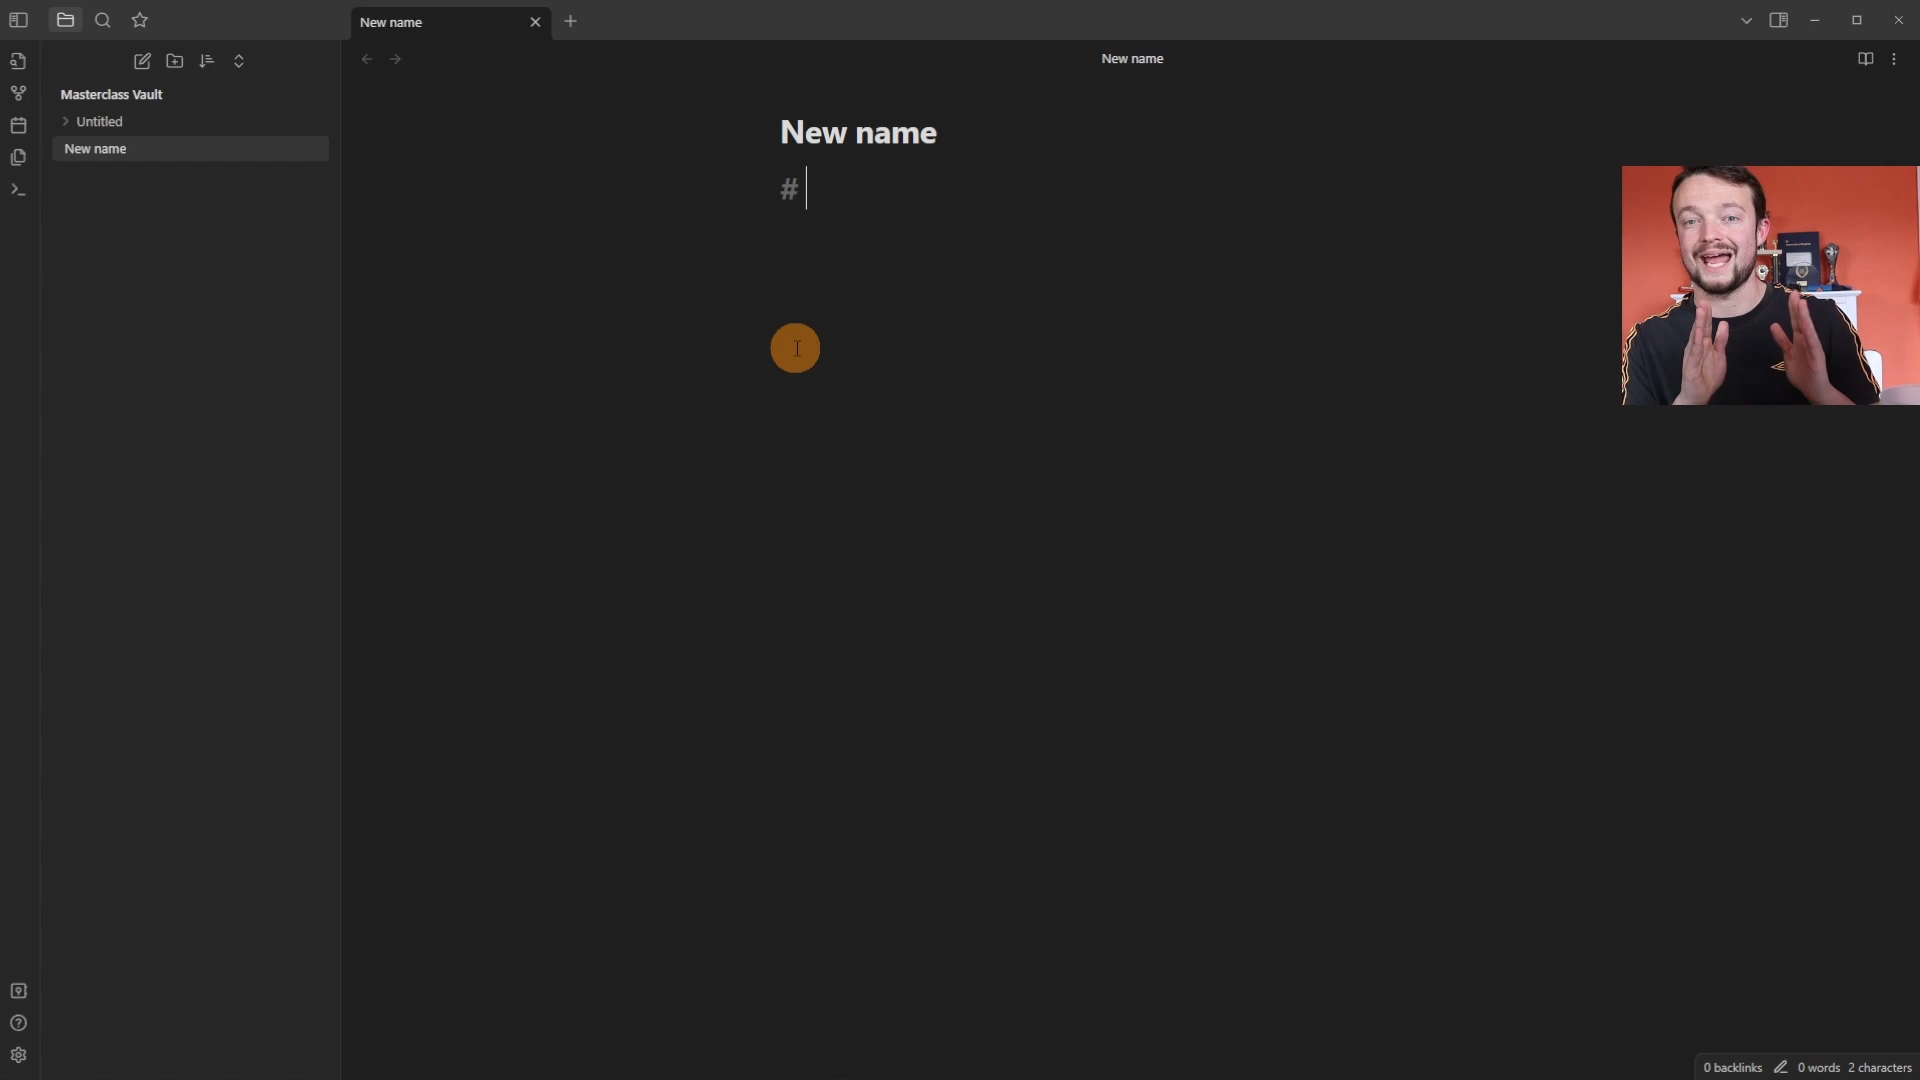 New name
New name
Masterclass Vault
Untitled
New name
New name
#
0 backlinks 0 words 2 characters